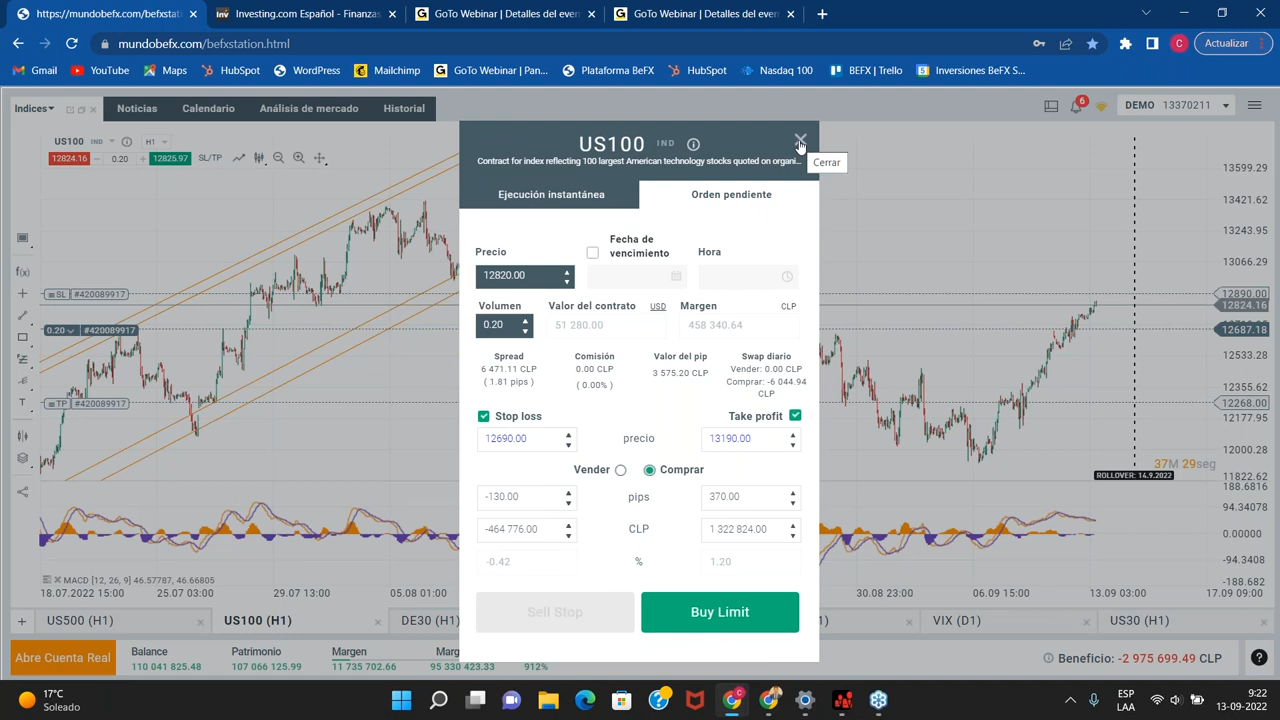 https://mundobefx.com/befxstatio
Investing.com Español - Finanzas
GoTo Webinar | Detalles del even
GoTo Webinar | Detalles del even
mundobefx.com/befxstation.html
C
Actualizar
Gmail
YouTube
Maps
HubSpot
WordPress
Mailchimp
GoTo Webinar | Pan...
Plataforma BeFX
HubSpot
Nasdaq 100
BEFX | Trello
Inversiones BeFX S...
Indices
Noticias
Calendario
Análisis de mercado
Historial
6
DEMO 13370211
US100 IND
H1
12824.16
0.20
12825.97
SL/TP
US100 IND
Contract for index reflecting 100 largest American technology stocks quoted on organi...
Cerrar
Ejecución instantánea
Orden pendiente
Precio
Fecha de vencimiento
Hora
12820.00
Volumen
Valor del contrato USD
Margen CLP
0.20
51 280.00
458 340.64
Spread
6 471.11 CLP
( 1.81 pips )
Comisión
0.00 CLP
( 0.00% )
Valor del pip
3 575.20 CLP
Swap diario
Vender: 0.00 CLP
Comprar: -6 044.94
CLP
Stop loss
Take profit
12690.00
precio
13190.00
Vender
Comprar
-130.00
pips
370.00
-464 776.00
CLP
1 322 824.00
-0.42
%
1.20
Sell Stop
Buy Limit
f(x)
T
SL #420089917
0.20 #420089917
TP #420089917
13599.29
13421.62
13243.95
13066.29
12890.00
12824.16
12687.18
12533.28
12355.62
12268.00
12177.95
12000.28
11822.62
188.6816
94.34078
0.00000
-94.3408
-188.682
37M 29seg
ROLLOVER: 14.9.2022
MACD [12, 26, 9] 46.57787, 46.66805
18.07.2022 15:00
25.07 03:00
29.07 13:00
05.08 01:00
30.08 23:00
06.09 15:00
13.09 03:00
17.09 09:00
US500 (H1)
US100 (H1)
DE30 (H1)
1)
VIX (D1)
US30 (H1)
Abre Cuenta Real
Balance
110 041 825.48
Patrimonio
107 066 125.99
Margen
11 735 702.66
Marg
95 330 423.33
912%
Beneficio: -2 975 699.49 CLP
17°C
Soleado
ESP
LAA
9:22
13-09-2022